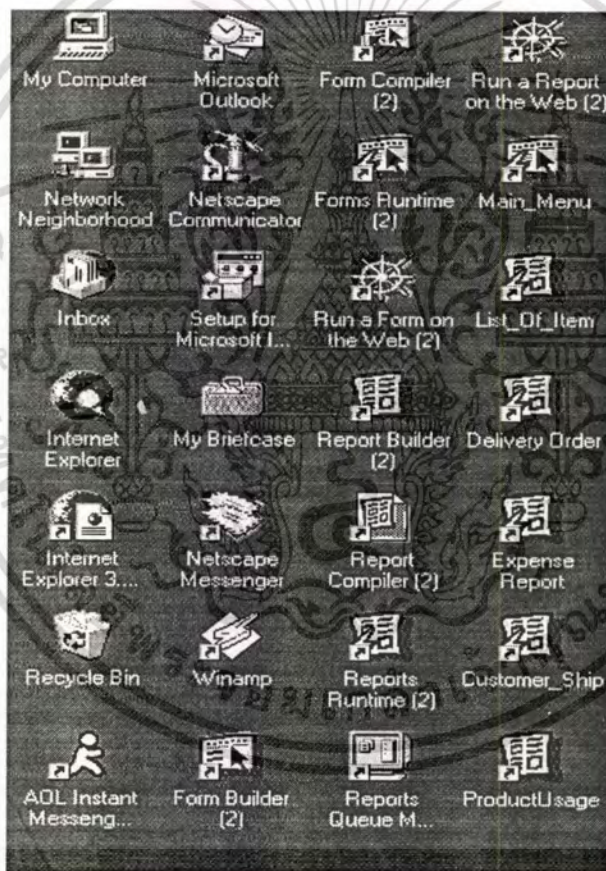 My Computer
Microsoft
Outlook
Form Compiler
(2)
Run a Report
on the Web (2)
Network
Neighborhood
Netscape
Communicator
Forms Runtime
(2)
Main_Menu
Inbox
Setup for
Microsoft I...
Run a Form on
the Web (2)
List_Of_Item
Internet
Explorer
My Briefcase
Report Builder
(2)
Delivery Order
Internet
Explorer 3....
Netscape
Messenger
Report
Compiler (2)
Expense
Report
Recycle Bin
Winamp
Reports
Runtime (2)
Customer_Ship
AOL Instant
Messeng...
Form Builder
(2)
Reports
Queue M...
ProductUsage